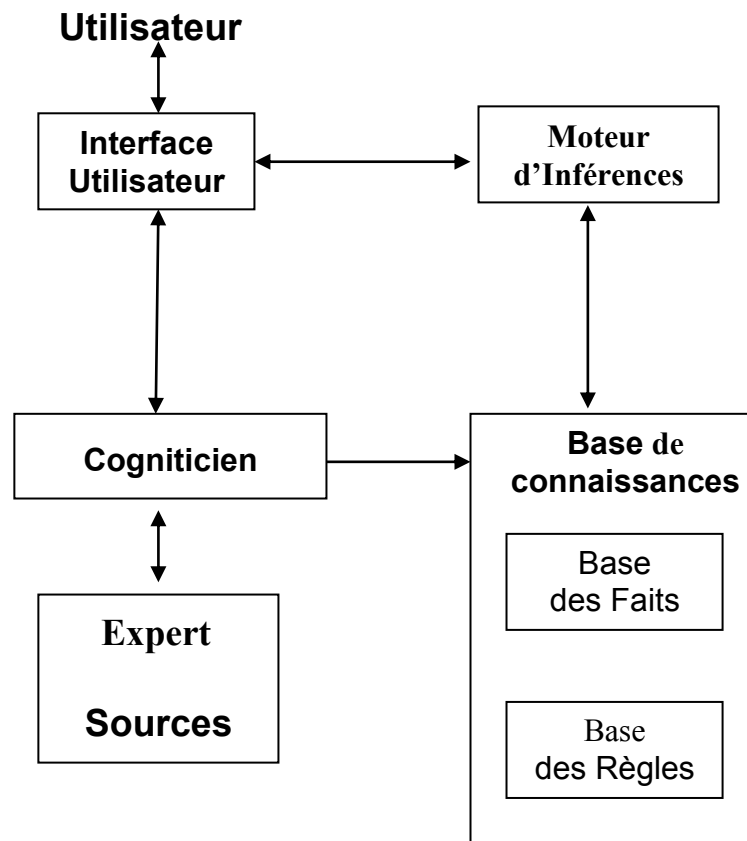 Utilisateur
Interface
Utilisateur
Moteur
d’Inférences
Cogniticien
Base de
connaissances
Base
des Faits
Expert
Sources
Base
des Règles